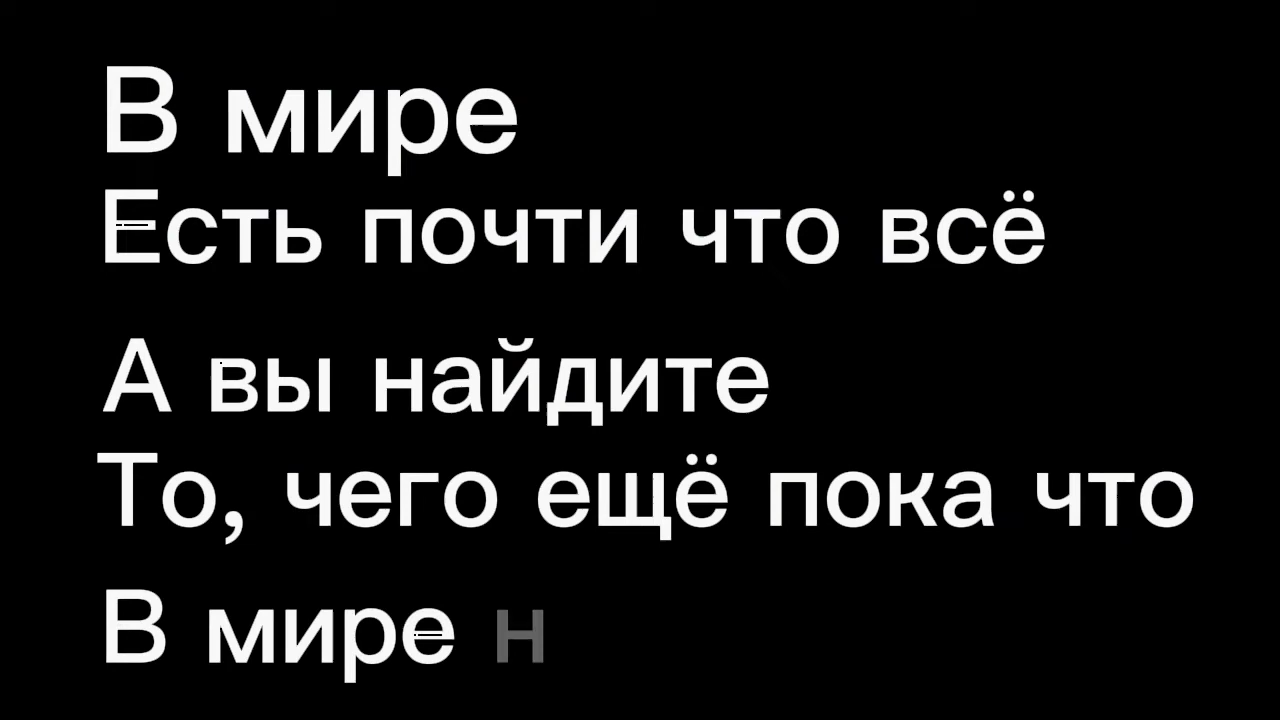 В мире
Есть почти что всё
А вы найдите
То, чего ещё пока что
В мире н